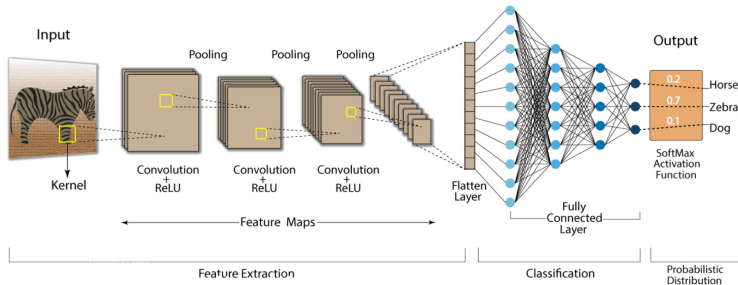 Input
Output
Pooling
Pooling
Pooling
0.2
Horse
0.7
Zebra
0.1
Dog
Kernel
Convolution
+
ReLU
Convolution
+
ReLU
Convolution
+
ReLU
Flatten
Layer
SoftMax
Activation
Function
Feature Maps
Fully
Connected
Layer
Feature Extraction
Classification
Probabilistic
Distribution